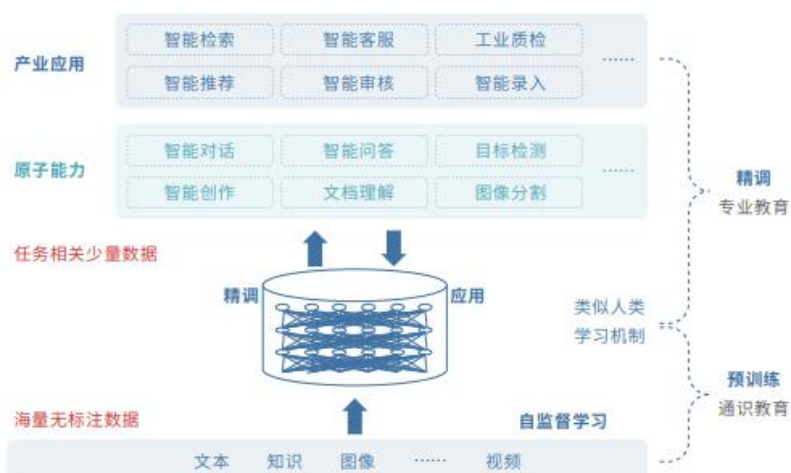 产业应用
智能检索 智能客服 工业质检
智能推荐 智能审核 智能录入
……
原子能力
智能对话 智能问答 目标检测
智能创作 文档理解 图像分割
……
精调
专业教育
任务相关少量数据
精调
应用
类似人类
学习机制
预训练
通识教育
海量无标注数据
自监督学习
文本 知识 图像 …… 视频